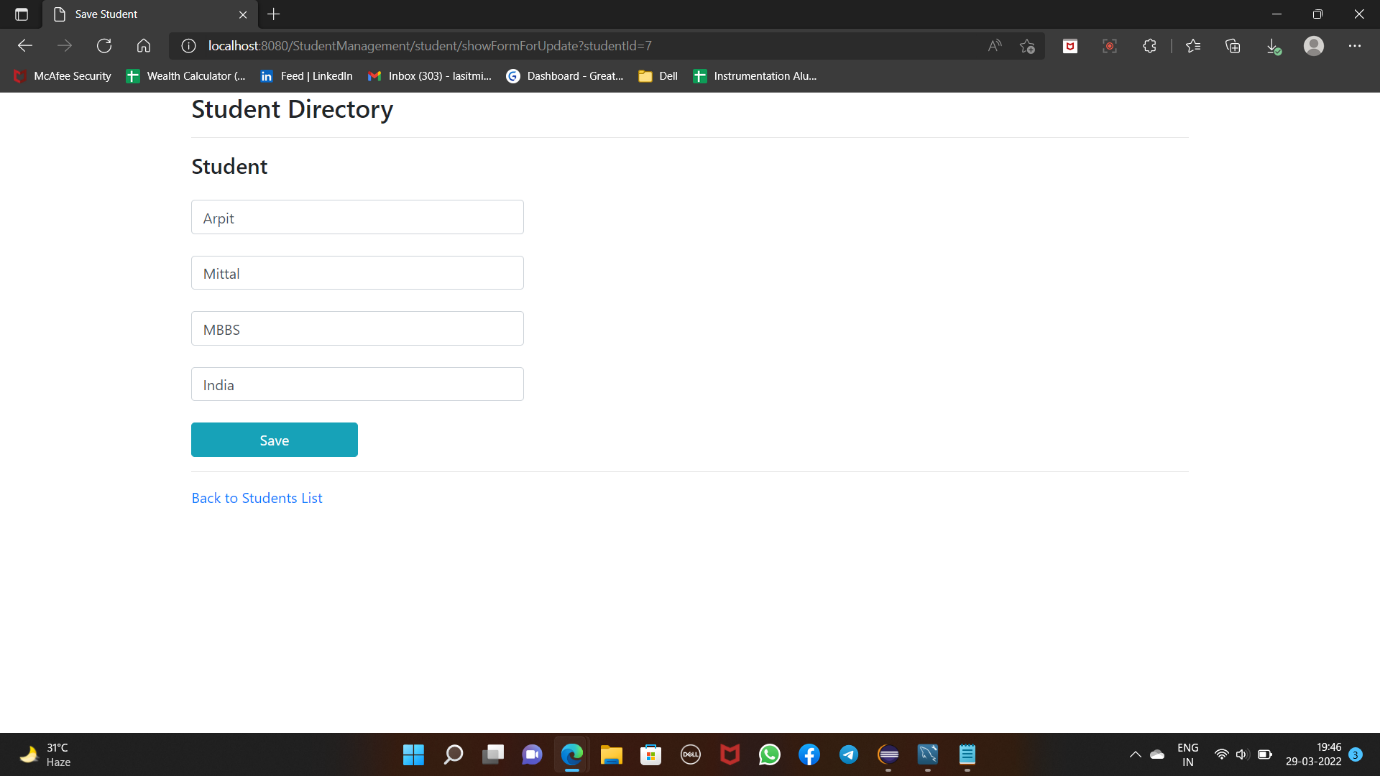 Save Student
localhost:8080/StudentManagement/student/showFormForUpdate?studentId=7
McAfee Security
Wealth Calculator (...
Feed | LinkedIn
Inbox (303) - lasitmi...
Dashboard - Great...
Dell
Instrumentation Alu...
Student Directory
Student
Arpit
Mittal
MBBS
India
Save
Back to Students List
31°C
Haze
DELL
ENG
IN
19:46
29-03-2022
3